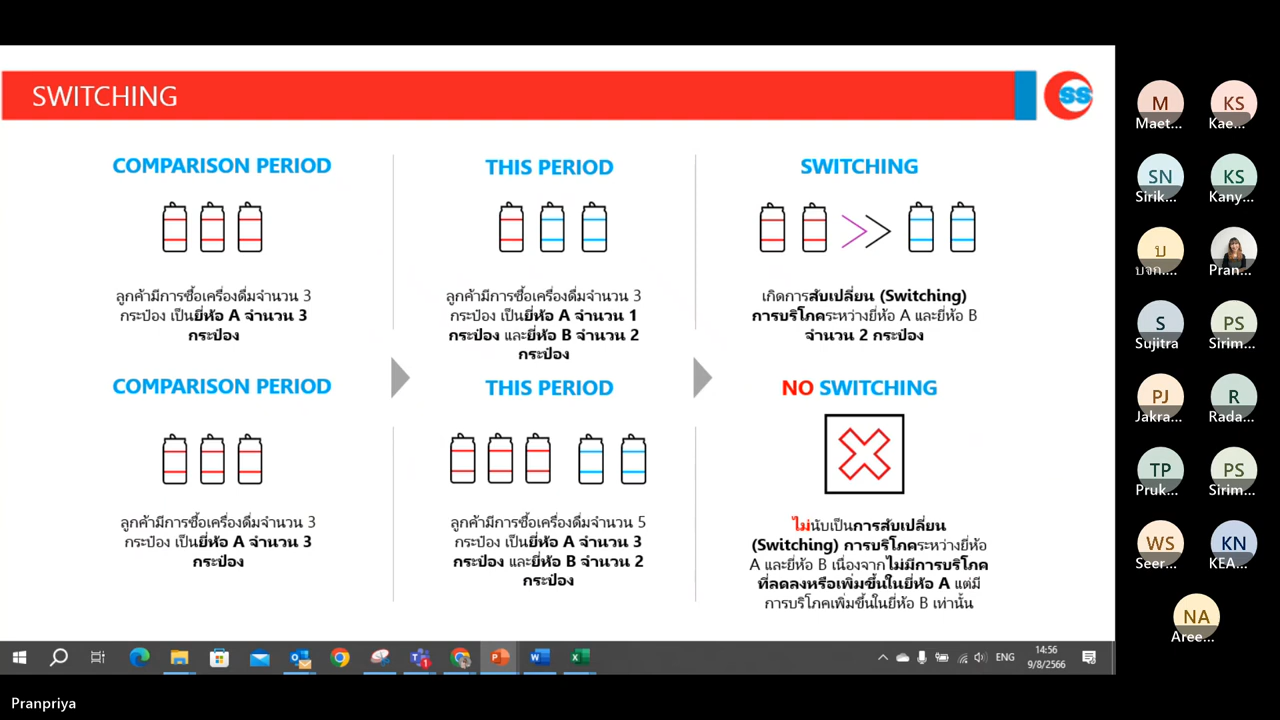 SWITCHING
SS
COMPARISON PERIOD
ลูกค้ามีการซื้อเครื่องดื่มจำนวน 3
กระป๋อง เป็นยี่ห้อ A จำนวน 3
กระป๋อง
THIS PERIOD
ลูกค้ามีการซื้อเครื่องดื่มจำนวน 3
กระป๋อง เป็นยี่ห้อ A จำนวน 1
กระป๋อง และยี่ห้อ B จำนวน 2
กระป๋อง
SWITCHING
เกิดการสับเปลี่ยน (Switching)
การบริโภคระหว่างยี่ห้อ A และยี่ห้อ B
จำนวน 2 กระป๋อง
COMPARISON PERIOD
ลูกค้ามีการซื้อเครื่องดื่มจำนวน 3
กระป๋อง เป็นยี่ห้อ A จำนวน 3
กระป๋อง
THIS PERIOD
ลูกค้ามีการซื้อเครื่องดื่มจำนวน 5
กระป๋อง เป็นยี่ห้อ A จำนวน 3
กระป๋อง และยี่ห้อ B จำนวน 2
กระป๋อง
NO SWITCHING
ไม่นับเป็นการสับเปลี่ยน
(Switching) การบริโภคระหว่างยี่ห้อ
A และยี่ห้อ B เนื่องจากไม่มีการบริโภค
ที่ลดลงหรือเพิ่มขึ้นในยี่ห้อ A แต่มี
การบริโภคเพิ่มขึ้นในยี่ห้อ B เท่านั้น
M
Maet...
KS
Kae...
SN
Sirik...
KS
Kany...
บ
บจก....
Pran...
S
Sujitra
PS
Sirim...
PJ
Jakra...
R
Rada...
TP
Pruk...
PS
Sirim...
WS
Seer...
KN
KEA...
NA
Aree...
1
ENG
14:56
9/8/2566
Pranpriya